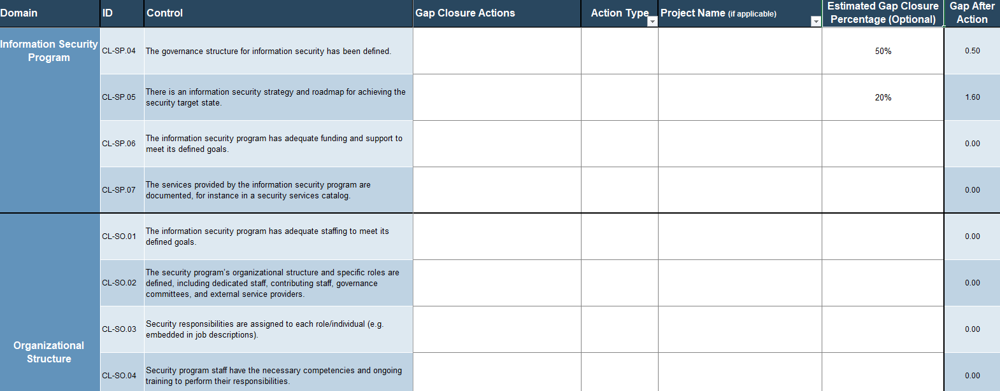 Domain
ID
Control
Gap Closure Actions
Action Type
Project Name (if applicable)
Estimated Gap Closure
Percentage (Optional)
Gap After
Action
Information Security
Program
CL-SP.04
The governance structure for information security has been defined.
50%
0.50
CL-SP.05
There is an information security strategy and roadmap for achieving the
security target state.
20%
1.60
CL-SP.06
The information security program has adequate funding and support to
meet its defined goals.
0.00
CL-SP.07
The services provided by the information security program are
documented, for instance in a security services catalog.
0.00
Organizational
Structure
CL-SO.01
The information security program has adequate staffing to meet its
defined goals.
0.00
CL-SO.02
The security program’s organizational structure and specific roles are
defined, including dedicated staff, contributing staff, governance
committees, and external service providers.
0.00
CL-SO.03
Security responsibilities are assigned to each role/individual (e.g.
embedded in job descriptions).
0.00
CL-SO.04
Security program staff have the necessary competencies and ongoing
training to perform their responsibilities.
0.00